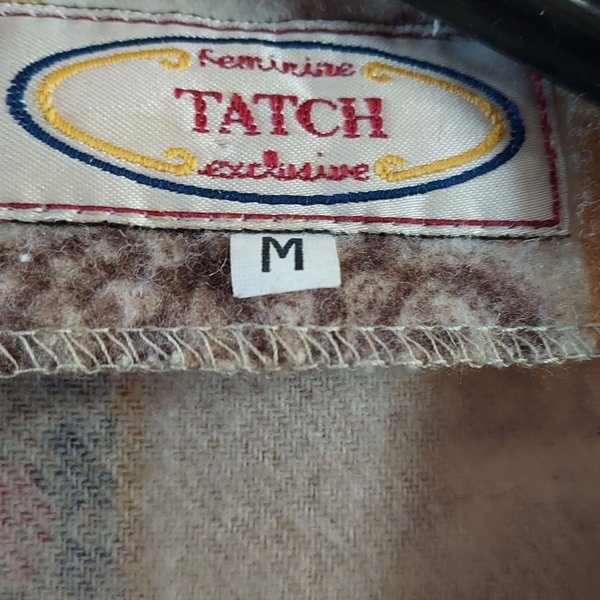 Feminine
TATCH
exclusive
M